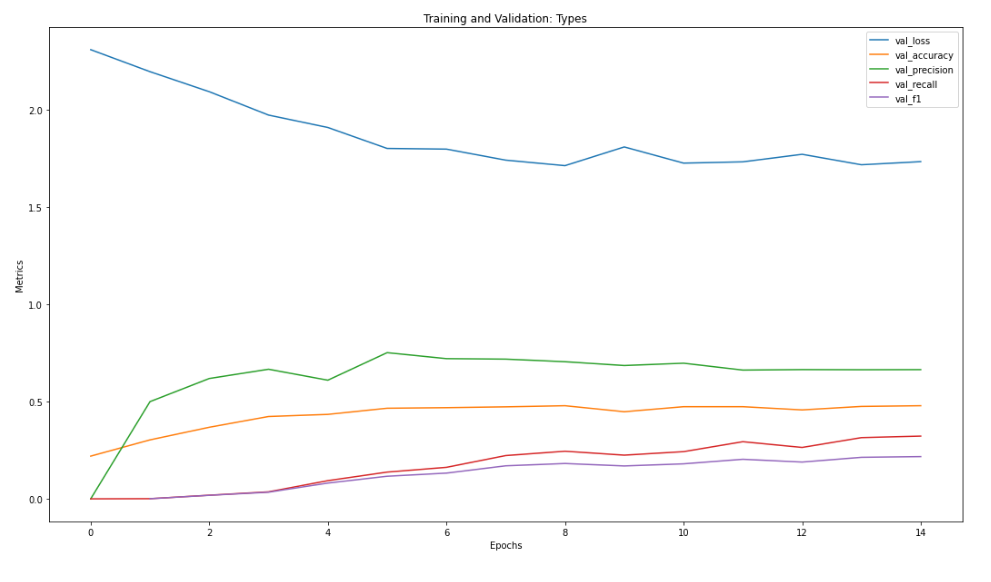 Training and Validation: Types
val_loss
val_accuracy
val_precision
val_recall
val_f1
Metrics
2.0
1.5
1.0
0.5
0.0
0 2 4 6 8 10 12 14
Epochs